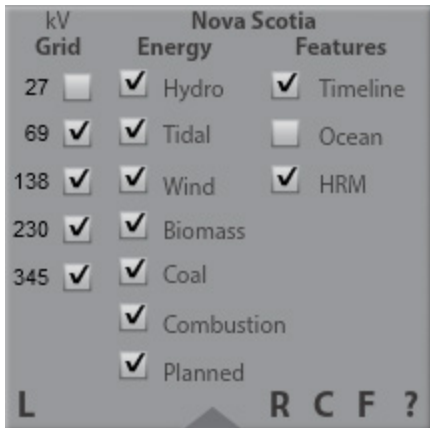 kV Nova Scotia
Grid Energy Features
27 Hydro Timeline
69 Tidal Ocean
138 Wind HRM
230 Biomass
345 Coal
Combustion
Planned
L R C F ?